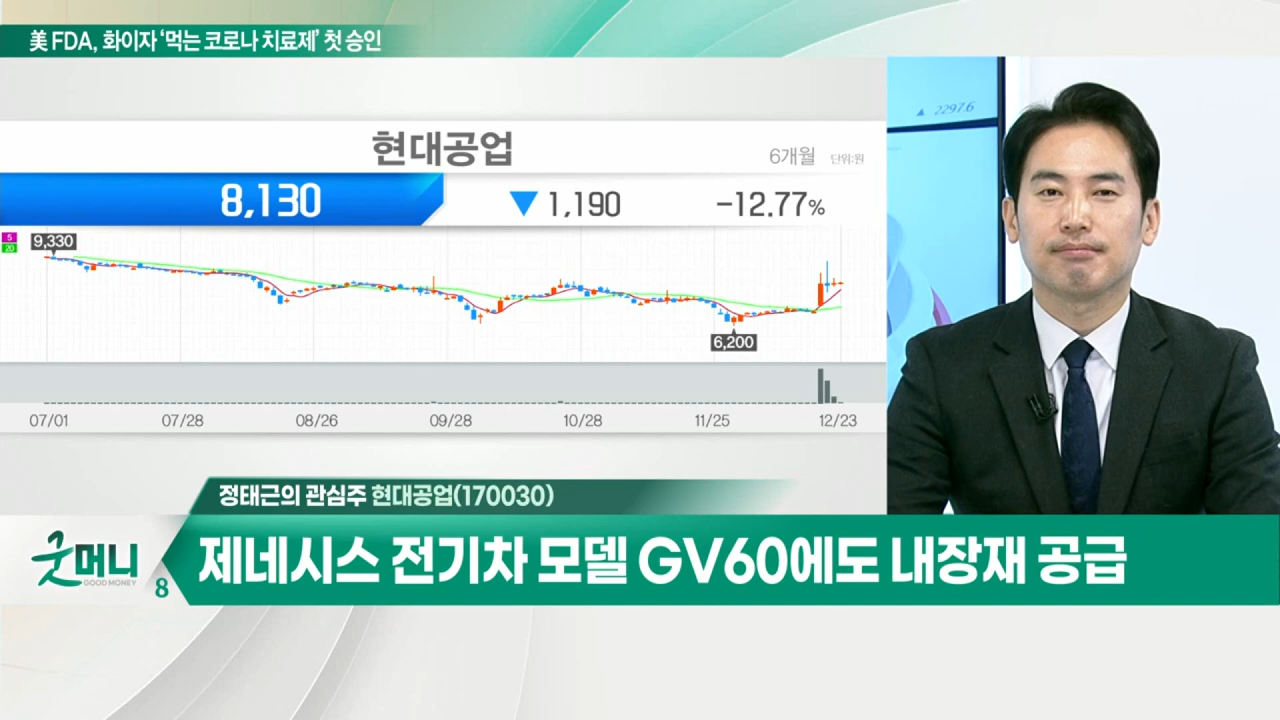 美 FDA, 화이자 ‘먹는 코로나 치료제’ 첫 승인
▲ 2297.6
현대공업
6개월 단위:원
8,130 ▼ 1,190 -12.77%
5
20
9,330
6,200
07/01 07/28 08/26 09/28 10/28 11/25 12/23
정태근의 관심주 현대공업(170030)
굿머니
GOOD MONEY
8
제네시스 전기차 모델 GV60에도 내장재 공급